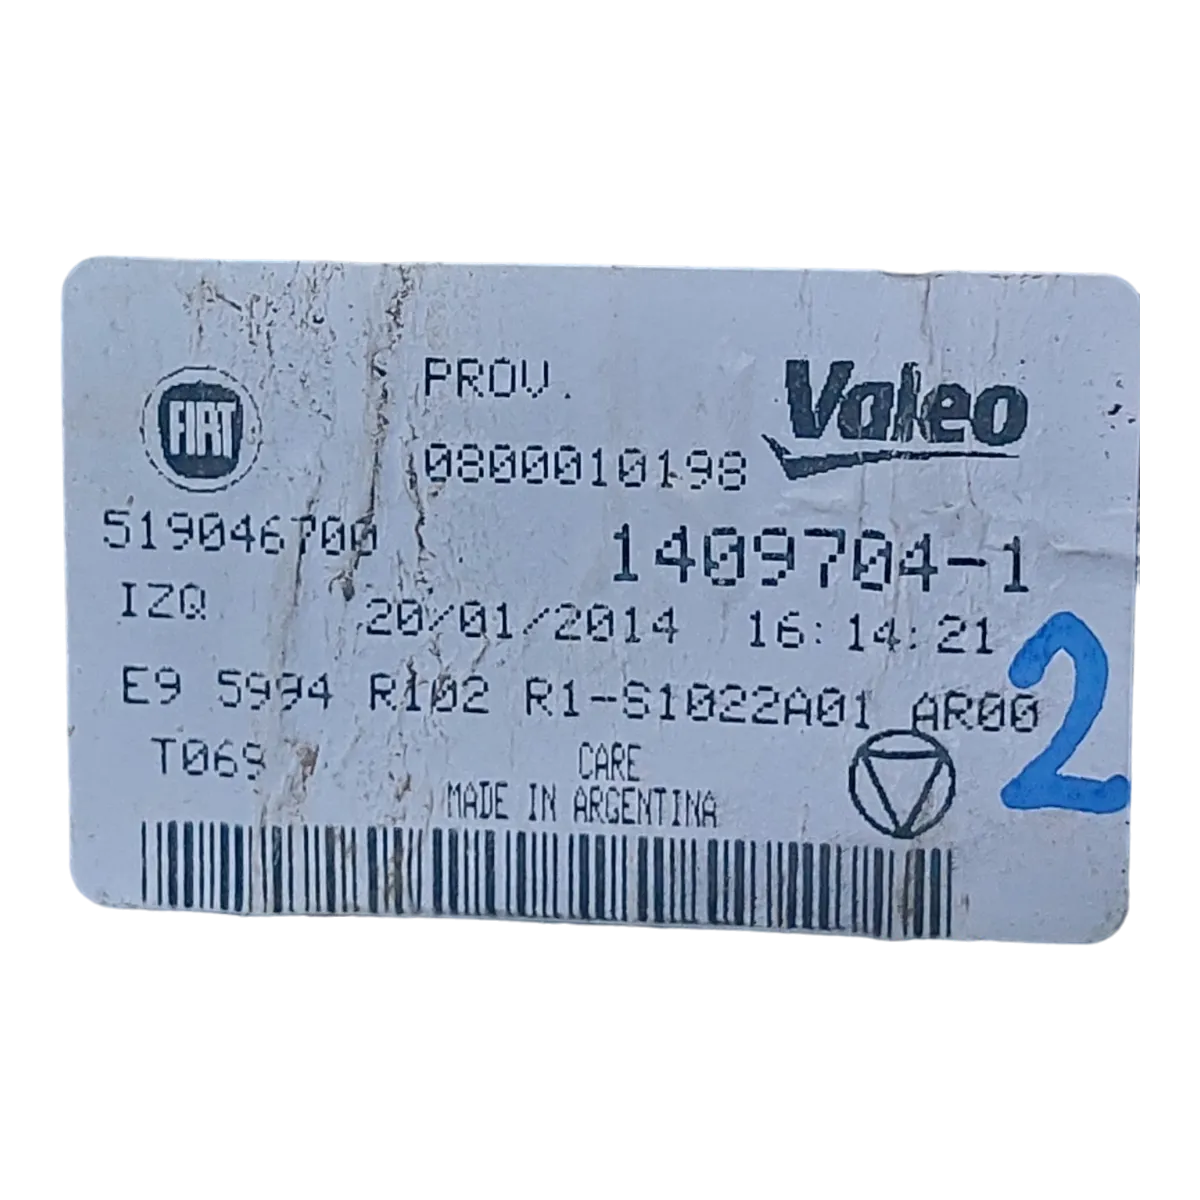 FIAT
PROV.
Valeo
0800010198
519046700
1409704-1
IZQ 20/01/2014 16:14:21
E9 5994 R102 R1-S1022A01 AR00
T069
CARE
MADE IN ARGENTINA
2